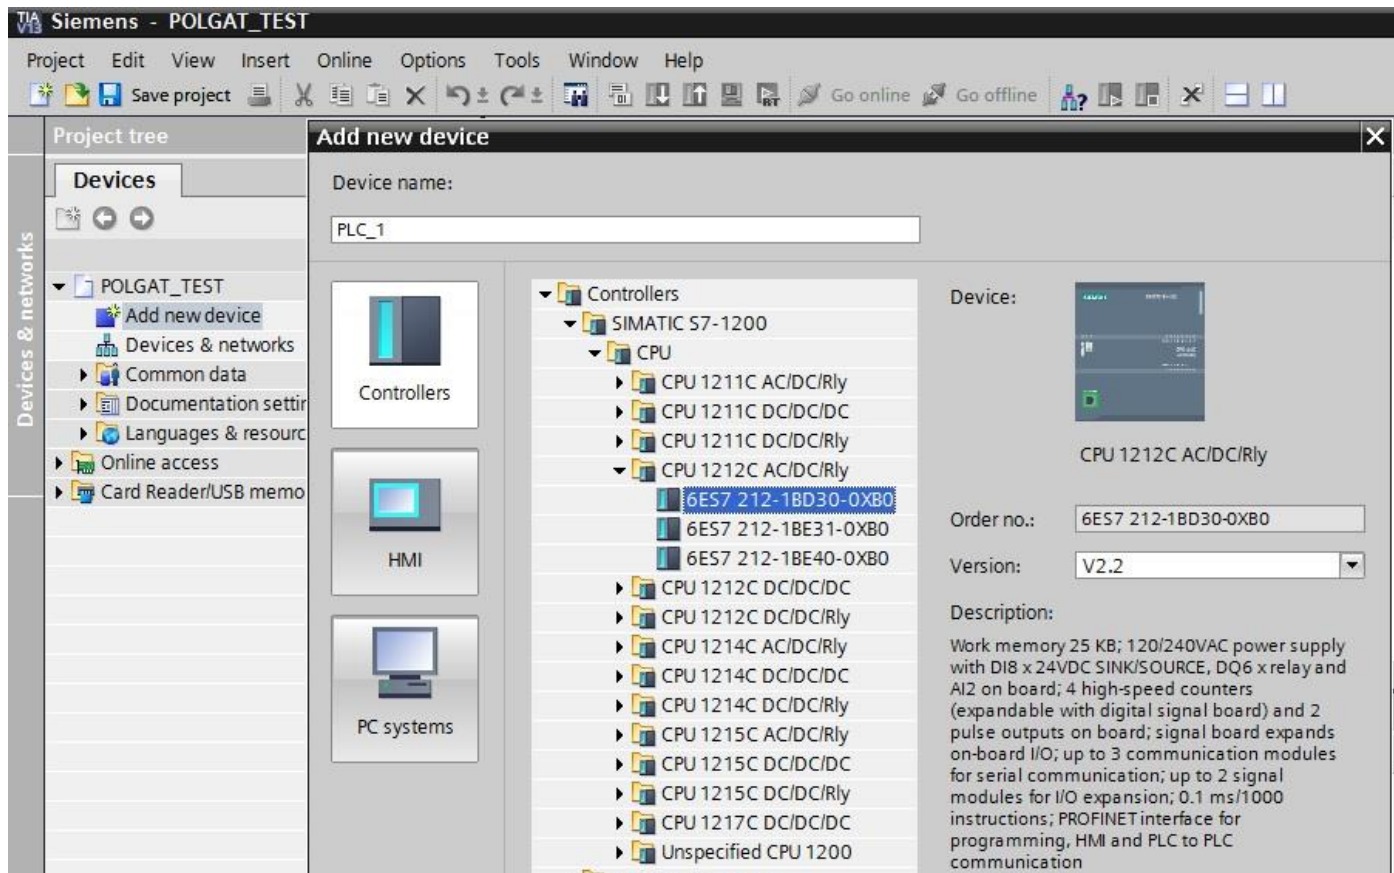 TIA V13 Siemens - POLGAT_TEST
Project Edit View Insert Online Options Tools Window Help
Save project Go online Go offline
Devices & networks
Project tree
Devices
POLGAT_TEST
Add new device
Devices & networks
Common data
Documentation settin
Languages & resourc
Online access
Card Reader/USB memo
Add new device
Device name:
PLC_1
Controllers
HMI
PC systems
Controllers
SIMATIC S7-1200
CPU
CPU 1211C AC/DC/Rly
CPU 1211C DC/DC/DC
CPU 1211C DC/DC/Rly
CPU 1212C AC/DC/Rly
6ES7 212-1BD30-0XB0
6ES7 212-1BE31-0XB0
6ES7 212-1BE40-0XB0
CPU 1212C DC/DC/DC
CPU 1212C DC/DC/Rly
CPU 1214C AC/DC/Rly
CPU 1214C DC/DC/DC
CPU 1214C DC/DC/Rly
CPU 1215C AC/DC/Rly
CPU 1215C DC/DC/DC
CPU 1215C DC/DC/Rly
CPU 1217C DC/DC/DC
Unspecified CPU 1200
Device:
CPU 1212C AC/DC/Rly
Order no.: 6ES7 212-1BD30-0XB0
Version: V2.2
Description:
Work memory 25 KB; 120/240VAC power supply
with DI8 x 24VDC SINK/SOURCE, DQ6 x relay and
AI2 on board; 4 high-speed counters
(expandable with digital signal board) and 2
pulse outputs on board; signal board expands
on-board I/O; up to 3 communication modules
for serial communication; up to 2 signal
modules for I/O expansion; 0.1 ms/1000
instructions; PROFINET interface for
programming, HMI and PLC to PLC
communication